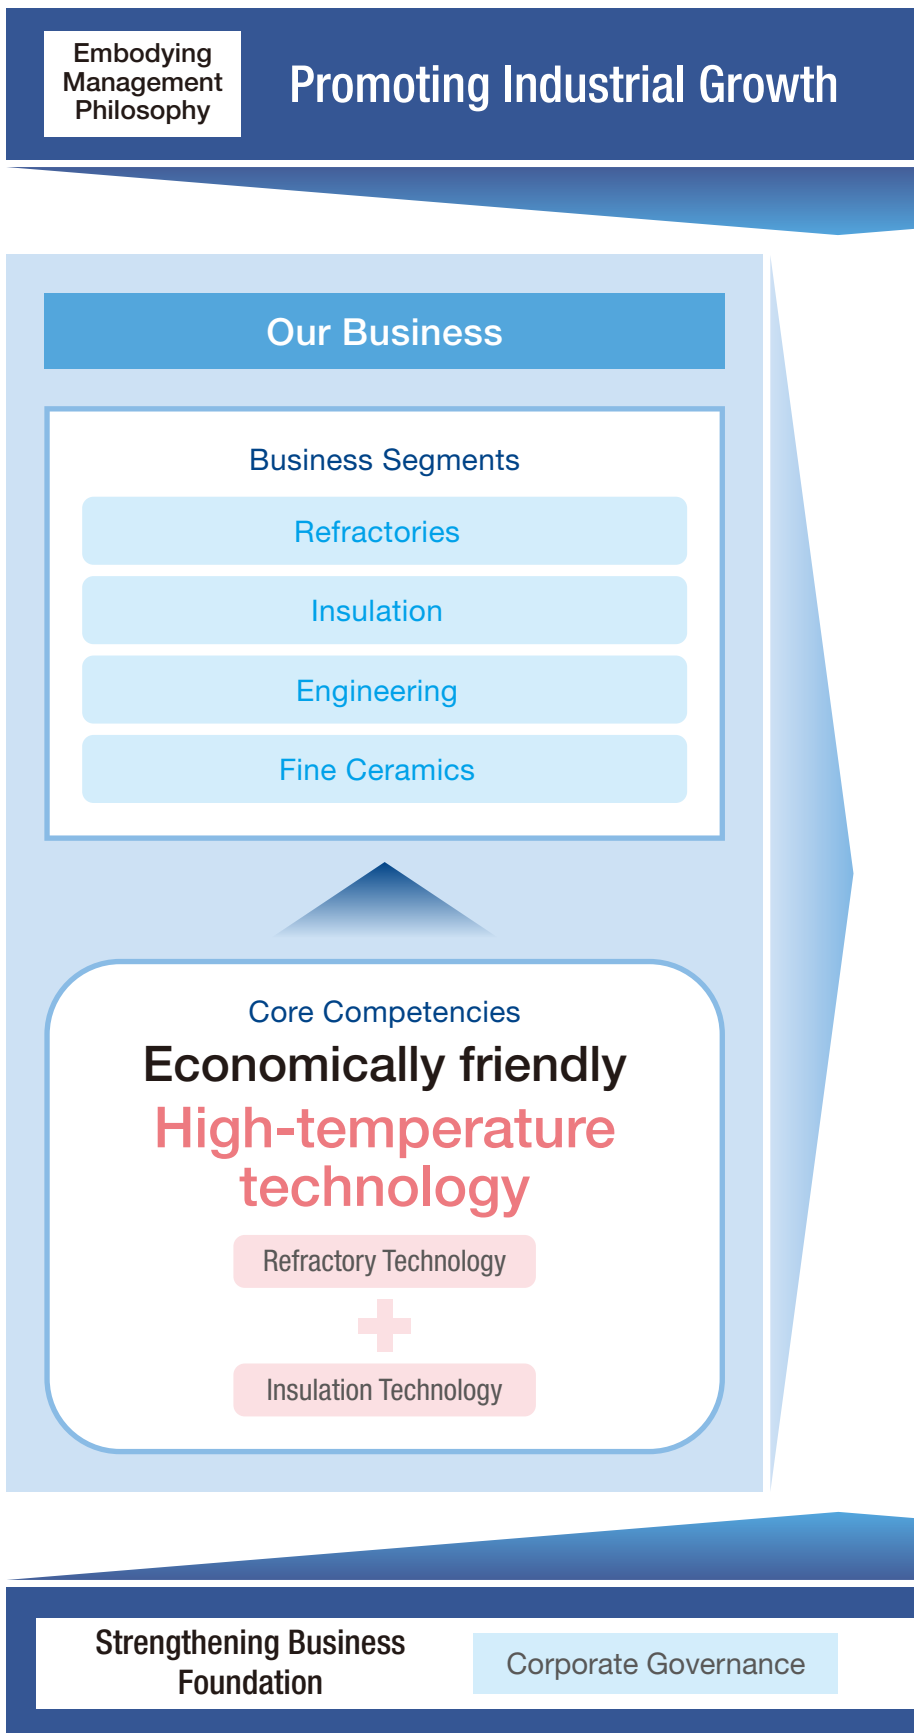 Embodying
Management
Philosophy
Promoting Industrial Growth
Our Business
Business Segments
Refractories
Insulation
Engineering
Fine Ceramics
Core Competencies
Economically friendly
High-temperature
technology
Refractory Technology
Insulation Technology
Strengthening Business
Foundation
Corporate Governance